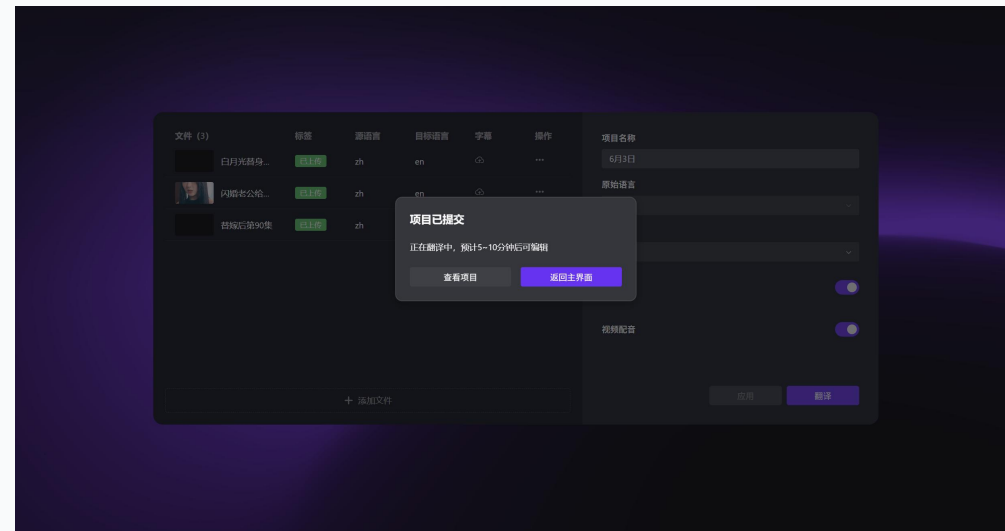 文件 (3) 标签 源语言 目标语言 字幕 操作
白月光替身... 已上传 zh en ...
闪婚老公给... 已上传 zh en ...
替嫁后第90集 已上传 zh
+ 添加文件
项目名称
6月3日
原始语言
视频配音
应用 翻译
项目已提交
正在翻译中，预计5~10分钟后可编辑
查看项目 返回主界面